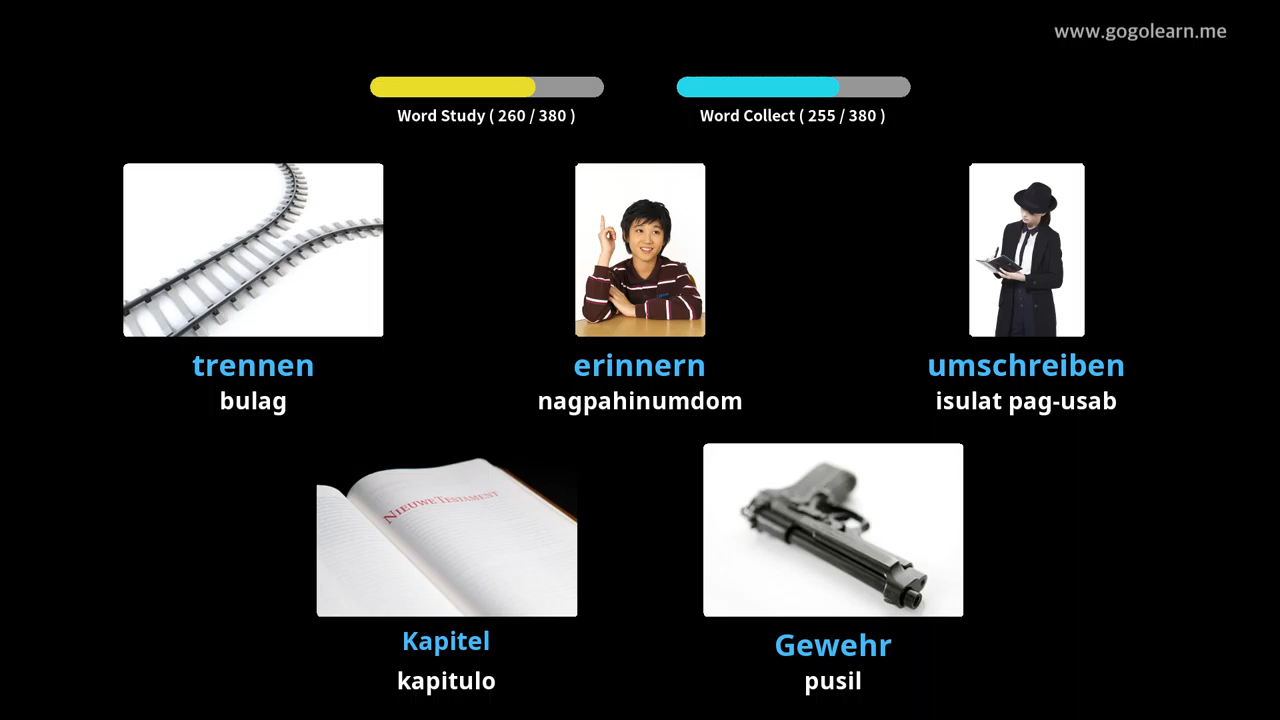 www.gogolearn.me
Word Study ( 260 / 380 )
Word Collect ( 255 / 380 )
trennen
bulag
erinnern
nagpahinumdom
umschreiben
isulat pag-usab
NIEUWE TESTAMENT
Kapitel
kapitulo
Gewehr
pusil